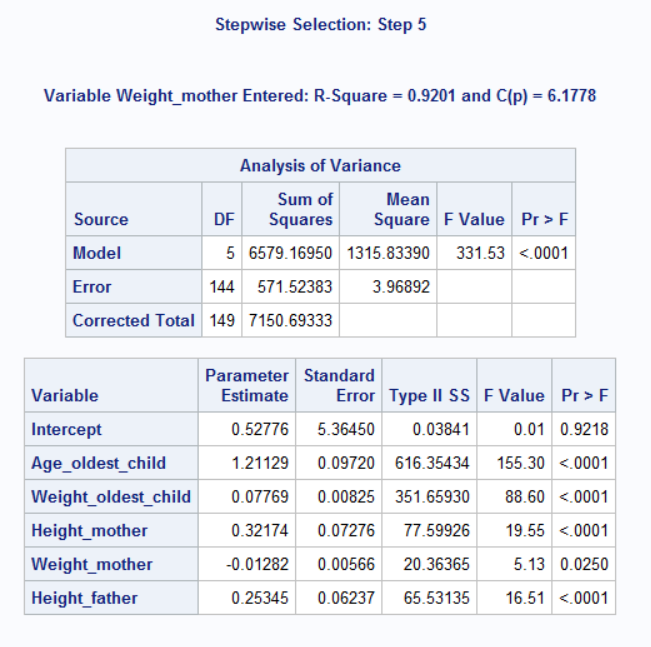 Stepwise Selection: Step 5
Variable Weight_mother Entered: R-Square = 0.9201 and C(p) = 6.1778
Analysis of Variance
Source DF Sum of Squares Mean Square F Value Pr > F
Model 5 6579.16950 1315.83390 331.53 <.0001
Error 144 571.52383 3.96892
Corrected Total 149 7150.69333
Variable Parameter Estimate Standard Error Type II SS F Value Pr > F
Intercept 0.52776 5.36450 0.03841 0.01 0.9218
Age_oldest_child 1.21129 0.09720 616.35434 155.30 <.0001
Weight_oldest_child 0.07769 0.00825 351.65930 88.60 <.0001
Height_mother 0.32174 0.07276 77.59926 19.55 <.0001
Weight_mother -0.01282 0.00566 20.36365 5.13 0.0250
Height_father 0.25345 0.06237 65.53135 16.51 <.0001